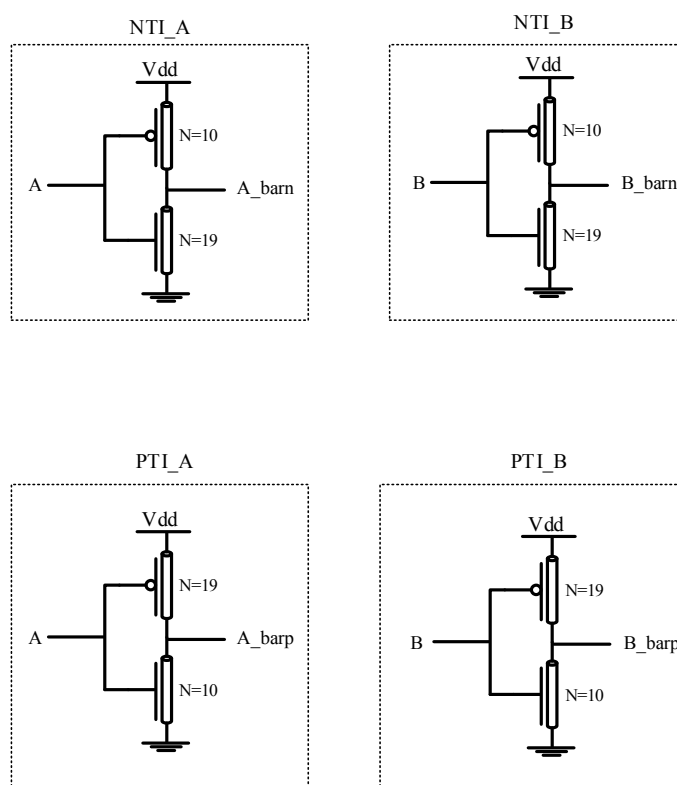 NTI_A
Vdd
N=10
A
A_barn
N=19
NTI_B
Vdd
N=10
B
B_barn
N=19
PTI_A
Vdd
N=19
A
A_barp
N=10
PTI_B
Vdd
N=19
B
B_barp
N=10